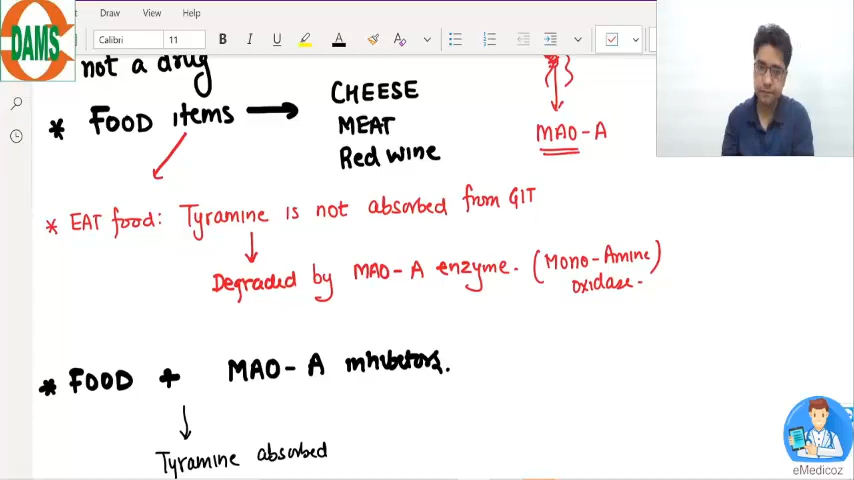 Draw
Design
View
Help
DAMS
Calibri
11
B I U A A
not a drug
* FOOD items → CHEESE
MEAT
Red wine
MAO-A
* EAT food: Tyramine is not absorbed from GIT
Degraded by MAO-A enzyme. (Mono-Amine
oxidase.
* FOOD + MAO-A inhibitors.
Tyramine absorbed
eMedicoz